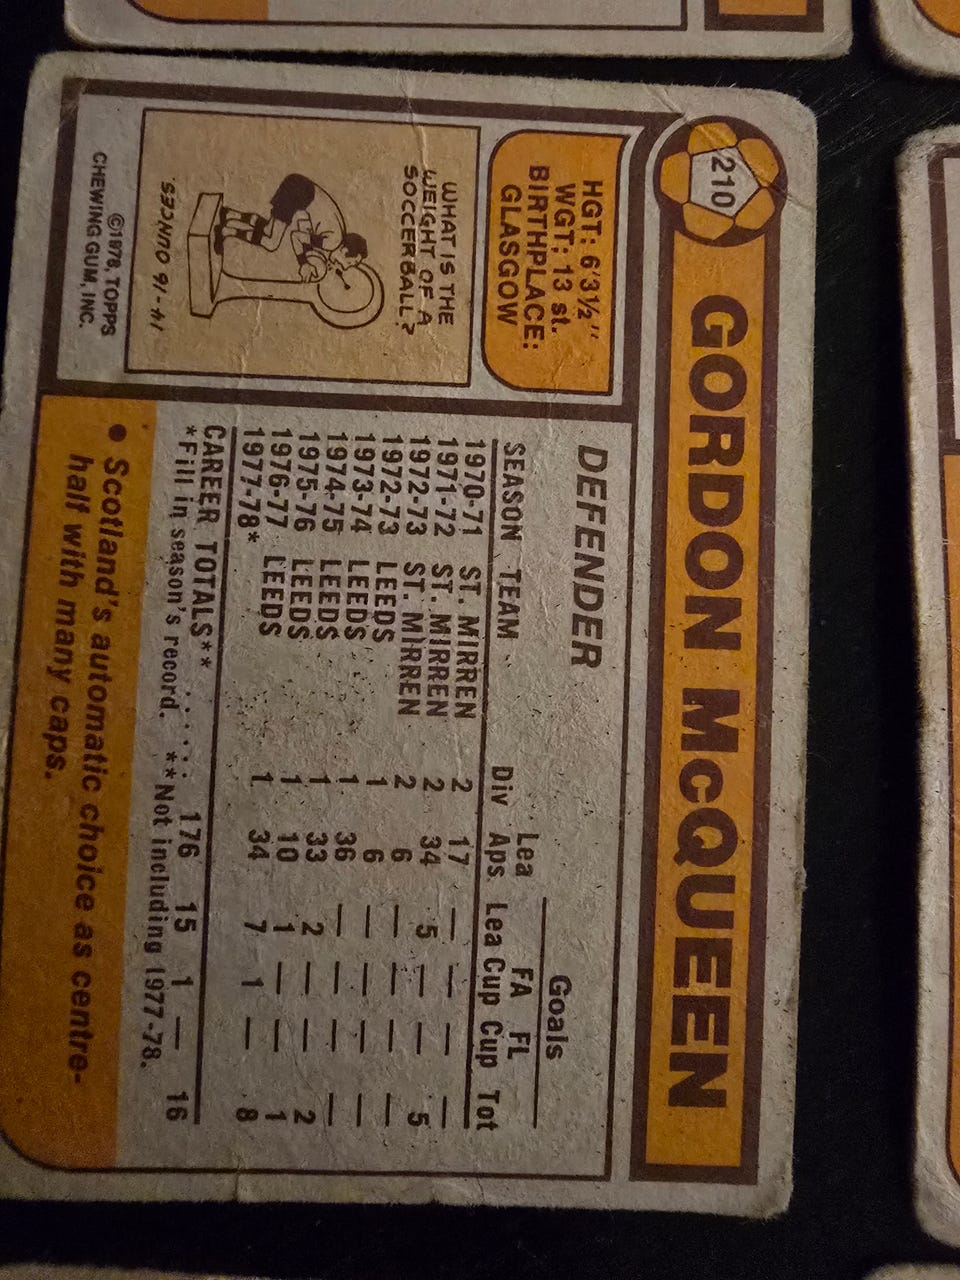 210
GORDON McQUEEN
HGT: 6'3½"
WGT: 13 st.
BIRTHPLACE:
GLASGOW
WHAT IS THE
WEIGHT OF A
SOCCER BALL?
14-16 OUNCES.
©1978, TOPPS
CHEWING GUM, INC.
DEFENDER
Goals
Lea FA FL
SEASON TEAM Div Aps. Lea Cup Cup Tot
1970-71 ST. MIRREN 2 17 — — — —
1971-72 ST. MIRREN 2 34 5 — — 5
1972-73 ST. MIRREN 2 6 — — — —
1972-73 LEEDS 1 6 — — — —
1973-74 LEEDS 1 36 — — — —
1974-75 LEEDS 1 33 2 — — 2
1975-76 LEEDS 1 10 1 — — 1
1976-77 LEEDS 1 34 7 1 — 8
1977-78*
CAREER TOTALS** ..... 176 15 1 — 16
*Fill in season's record. **Not including 1977-78.
● Scotland's automatic choice as centre-
half with many caps.